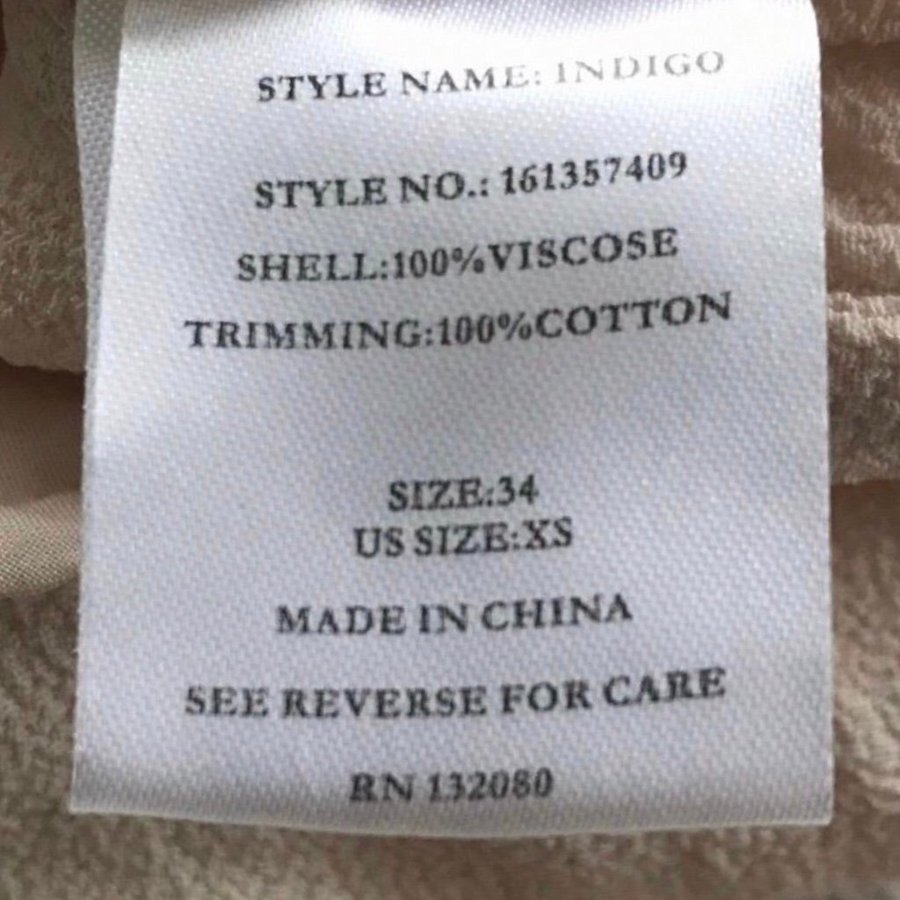 STYLE NAME: INDIGO
STYLE NO.: 161357409
SHELL:100%VISCOSE
TRIMMING:100%COTTON
SIZE:34
US SIZE:XS
MADE IN CHINA
SEE REVERSE FOR CARE
RN 132080